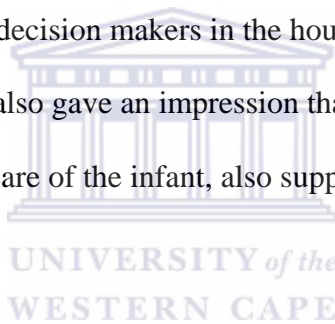 decision makers in the hou
also gave an impression tha
are of the infant, also supp
UNIVERSITY of the
WESTERN CAPE